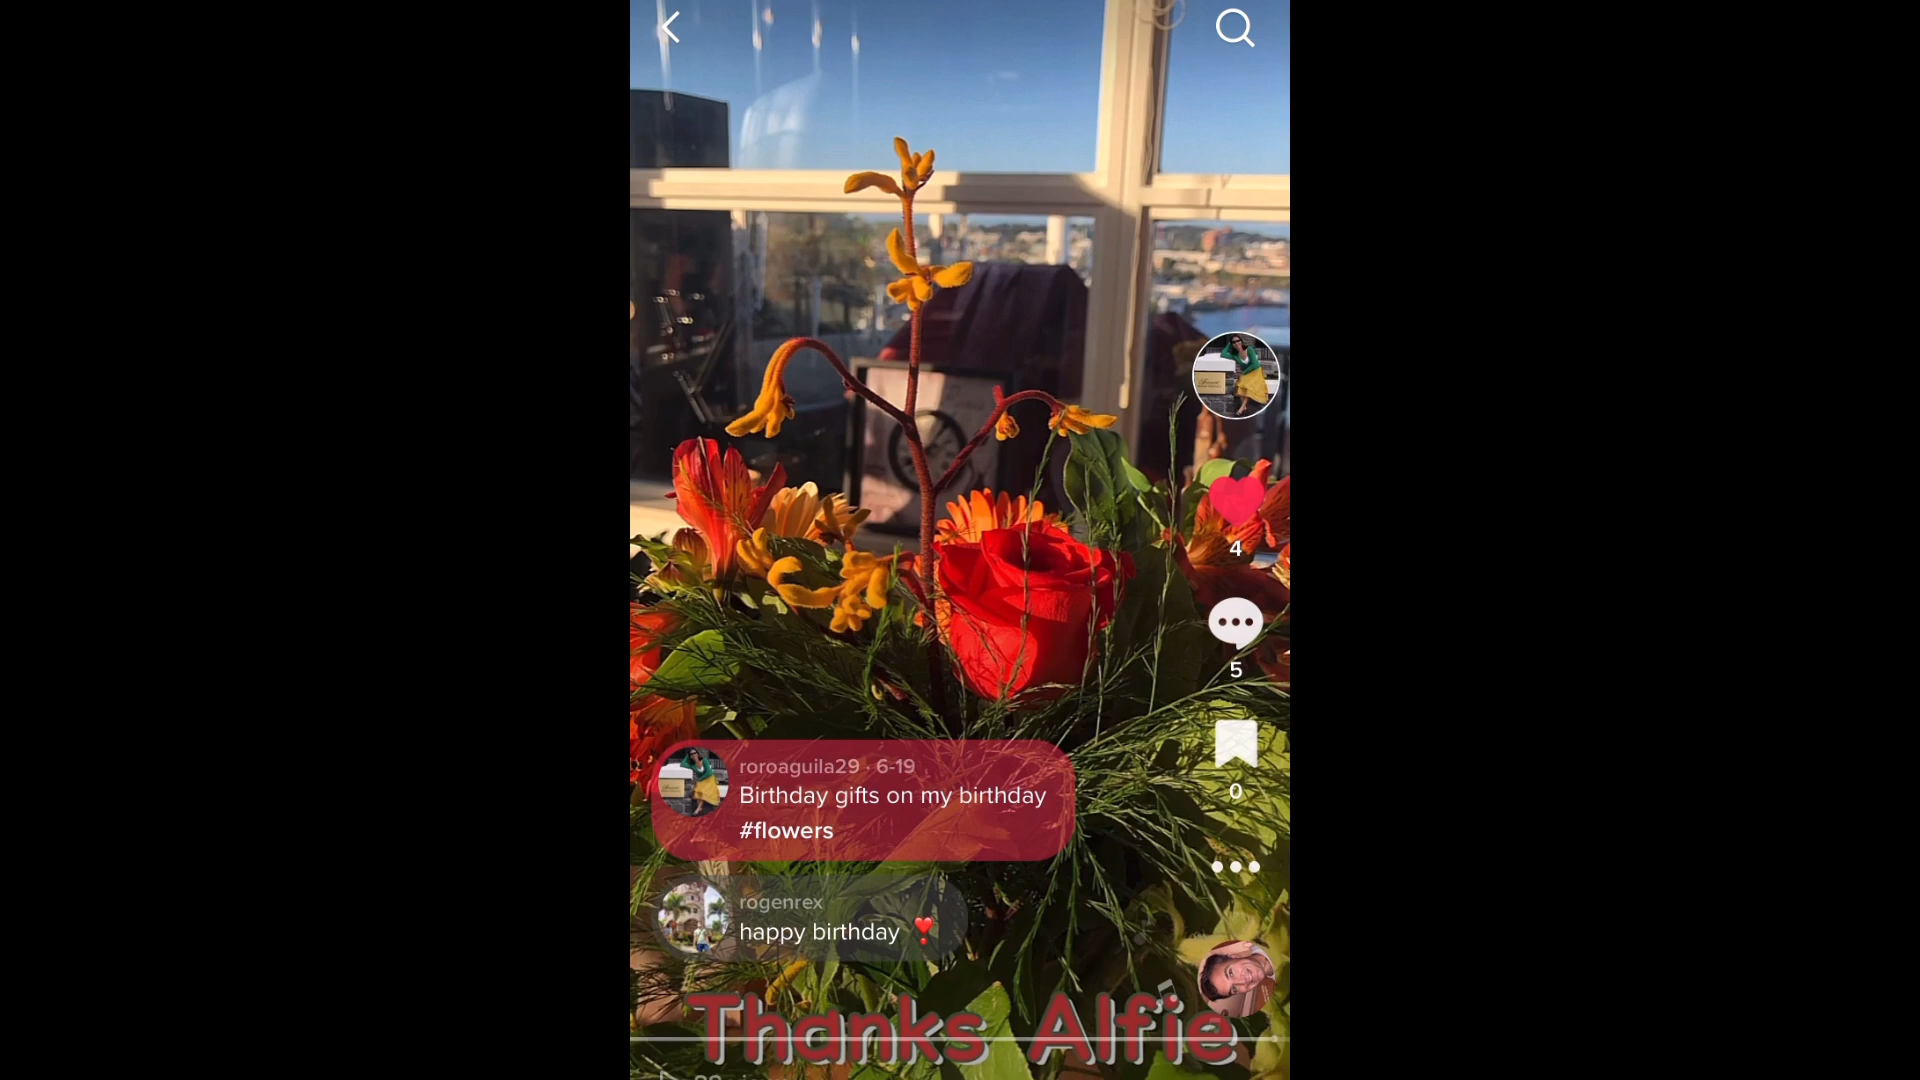 4
5
0
roroaguila29 · 6-19
Birthday gifts on my birthday
#flowers
rogenrex
happy birthday ❣️
Thanks Alfie